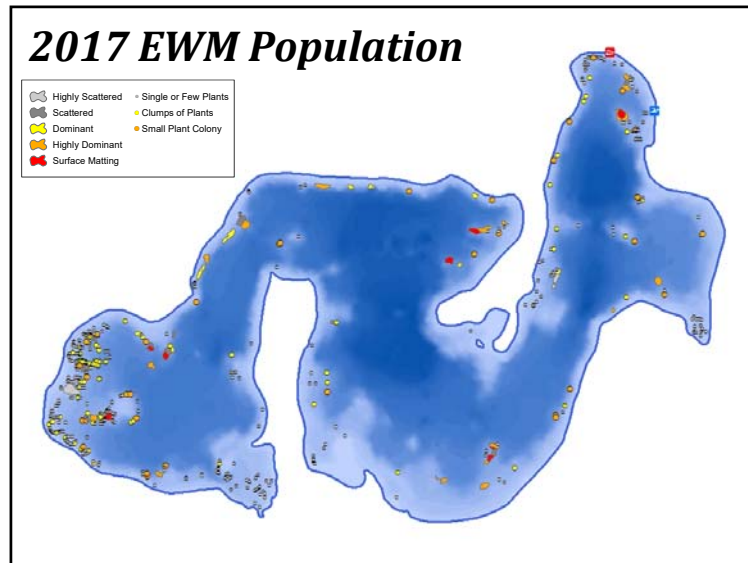 2017 EWM Population
Highly Scattered
Scattered
Dominant
Highly Dominant
Surface Matting
Single or Few Plants
Clumps of Plants
Small Plant Colony